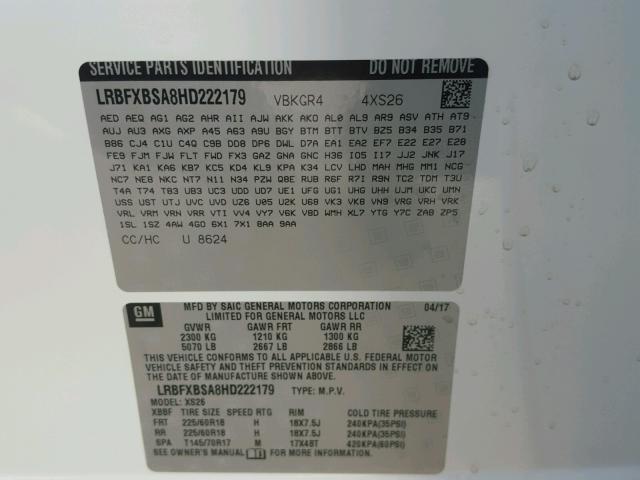 SERVICE PARTS IDENTIFICATION DO NOT REMOVE
LRBFXBSA8HD222179 VBKGR4 4XS26
AED AEQ AG1 AG2 AHR AII AJW AKK AKO AL0 AL9 AR9 ASV ATH AT9
AUJ AU3 AXG AXP A45 A63 A9U BGY BTM BTT BTV BZ5 B34 B35 B71
B86 CJ4 C1U C4Q C9B DD8 DP6 DWL D7A EA1 EA2 EF7 E22 E27 E28
FE9 FJM FJW FLT FWD FX3 GAZ GNA GNC H36 IO5 I17 JJ2 JNK J17
J71 KA1 KA6 KB7 KC5 KD4 KL9 KPA K34 LCV LHD MAH MHG MM1 NC1
NC7 NE8 NKC NT7 N11 N34 PZW Q8E RUB R6F R7I R9N TC2 TDM T3U
T4A T74 T83 UB3 UC3 UDD UD7 UE1 UFG UG1 UHG UHH UJM UKC UMN
USS UST UTJ UVC UVD U05 U2K U68 VK3 VK8 VN9 VRG VRH VRJ VRK
VRL VRM VRN VRR VTI VV4 VY7 V6K V8D WMH XL7 YTG Y7C ZAB ZP5
1SL 1SZ 4AW 4G0 6X1 7X1 8AA 9AA
CC/HC U 8624
GM MFD BY SAIC GENERAL MOTORS CORPORATION 04/17
LIMITED FOR GENERAL MOTORS LLC
GVWR GAWR FRT GAWR RR
2300 KG 1210 KG 1300 KG
5070 LB 2667 LB 2866 LB
THIS VEHICLE CONFORMS TO ALL APPLICABLE U.S. FEDERAL MOTOR
VEHICLE SAFETY AND THEFT PREVENTION STANDARDS IN EFFECT
ON THE DATE OF MANUFACTURE SHOWN ABOVE.
LRBFXBSA8HD222179 TYPE: M.P.V.
MODEL: XS26
XBBF TIRE SIZE SPEED RTG RIM COLD TIRE PRESSURE
FRT 225/60R18 H 18X7.5J 240KPA(35PSI)
RR 225/60R18 H 18X7.5J 240KPA(35PSI)
SPA T145/70R17 M 17X4BT 420KPA(60PSI)
SEE OWNER'S MANUAL FOR MORE INFORMATION.